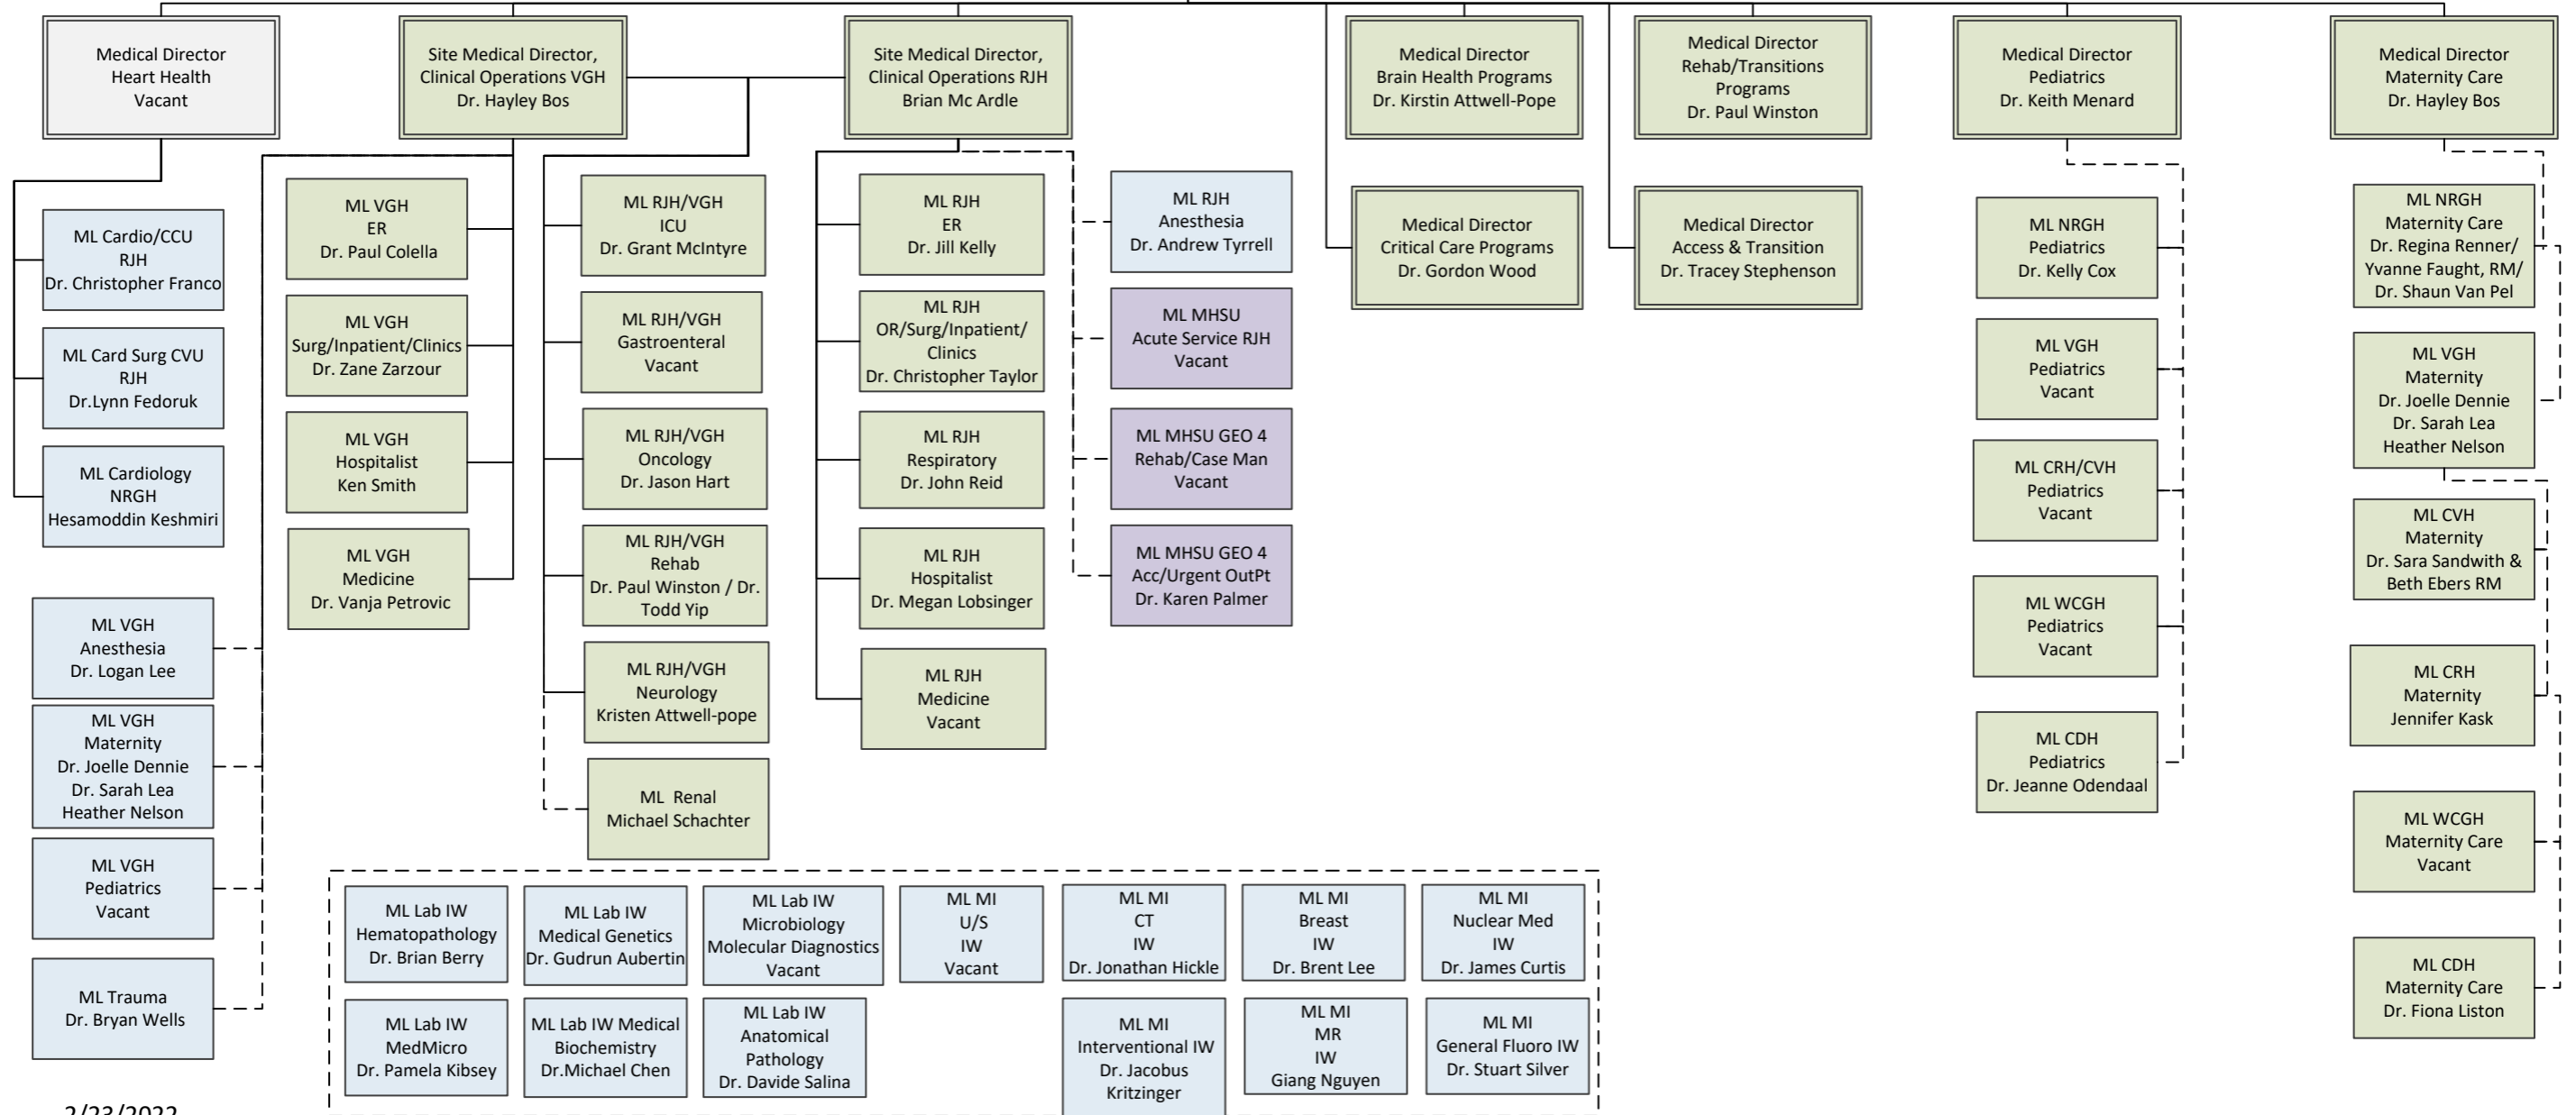 Medical Director
Heart Health
Vacant
Site Medical Director,
Clinical Operations VGH
Dr. Hayley Bos
Site Medical Director,
Clinical Operations RJH
Brian Mc Ardle
Medical Director
Brain Health Programs
Dr. Kirstin Attwell-Pope
Medical Director
Rehab/Transitions
Programs
Dr. Paul Winston
Medical Director
Pediatrics
Dr. Keith Menard
Medical Director
Maternity Care
Dr. Hayley Bos
ML Cardio/CCU
RJH
Dr. Christopher Franco
ML Card Surg CVU
RJH
Dr.Lynn Fedoruk
ML Cardiology
NRGH
Hesamoddin Keshmiri
ML VGH
Anesthesia
Dr. Logan Lee
ML VGH
Maternity
Dr. Joelle Dennie
Dr. Sarah Lea
Heather Nelson
ML VGH
Pediatrics
Vacant
ML Trauma
Dr. Bryan Wells
ML VGH
ER
Dr. Paul Colella
ML VGH
Surg/Inpatient/Clinics
Dr. Zane Zarzour
ML VGH
Hospitalist
Ken Smith
ML VGH
Medicine
Dr. Vanja Petrovic
ML RJH/VGH
ICU
Dr. Grant McIntyre
ML RJH/VGH
Gastroenteral
Vacant
ML RJH/VGH
Oncology
Dr. Jason Hart
ML RJH/VGH
Rehab
Dr. Paul Winston / Dr.
Todd Yip
ML RJH/VGH
Neurology
Kristen Attwell-pope
ML  Renal
Michael Schachter
ML RJH
ER
Dr. Jill Kelly
ML RJH
OR/Surg/Inpatient/
Clinics
Dr. Christopher Taylor
ML RJH
Respiratory
Dr. John Reid
ML RJH
Hospitalist
Dr. Megan Lobsinger
ML RJH
Medicine
Vacant
ML RJH
Anesthesia
Dr. Andrew Tyrrell
ML MHSU
Acute Service RJH
Vacant
ML MHSU GEO 4
Rehab/Case Man
Vacant
ML MHSU GEO 4
Acc/Urgent OutPt
Dr. Karen Palmer
Medical Director
Critical Care Programs
Dr. Gordon Wood
Medical Director
Access & Transition
Dr. Tracey Stephenson
ML NRGH
Pediatrics
Dr. Kelly Cox
ML VGH
Pediatrics
Vacant
ML CRH/CVH
Pediatrics
Vacant
ML WCGH
Pediatrics
Vacant
ML CDH
Pediatrics
Dr. Jeanne Odendaal
ML NRGH
Maternity Care
Dr. Regina Renner/
Yvanne Faught, RM/
Dr. Shaun Van Pel
ML VGH
Maternity
Dr. Joelle Dennie
Dr. Sarah Lea
Heather Nelson
ML CVH
Maternity
Dr. Sara Sandwith &
Beth Ebers RM
ML CRH
Maternity
Jennifer Kask
ML WCGH
Maternity Care
Vacant
ML CDH
Maternity Care
Dr. Fiona Liston
ML Lab IW
Hematopathology
Dr. Brian Berry
ML Lab IW
Medical Genetics
Dr. Gudrun Aubertin
ML Lab IW
Microbiology
Molecular Diagnostics
Vacant
ML MI
U/S
IW
Vacant
ML MI
CT
IW
Dr. Jonathan Hickle
ML MI
Breast
IW
Dr. Brent Lee
ML MI
Nuclear Med
IW
Dr. James Curtis
ML Lab IW
MedMicro
Dr. Pamela Kibsey
ML Lab IW Medical
Biochemistry
Dr.Michael Chen
ML Lab IW
Anatomical
Pathology
Dr. Davide Salina
ML MI
Interventional IW
Dr. Jacobus
Kritzinger
ML MI
MR
IW
Giang Nguyen
ML MI
General Fluoro IW
Dr. Stuart Silver
2/23/2022